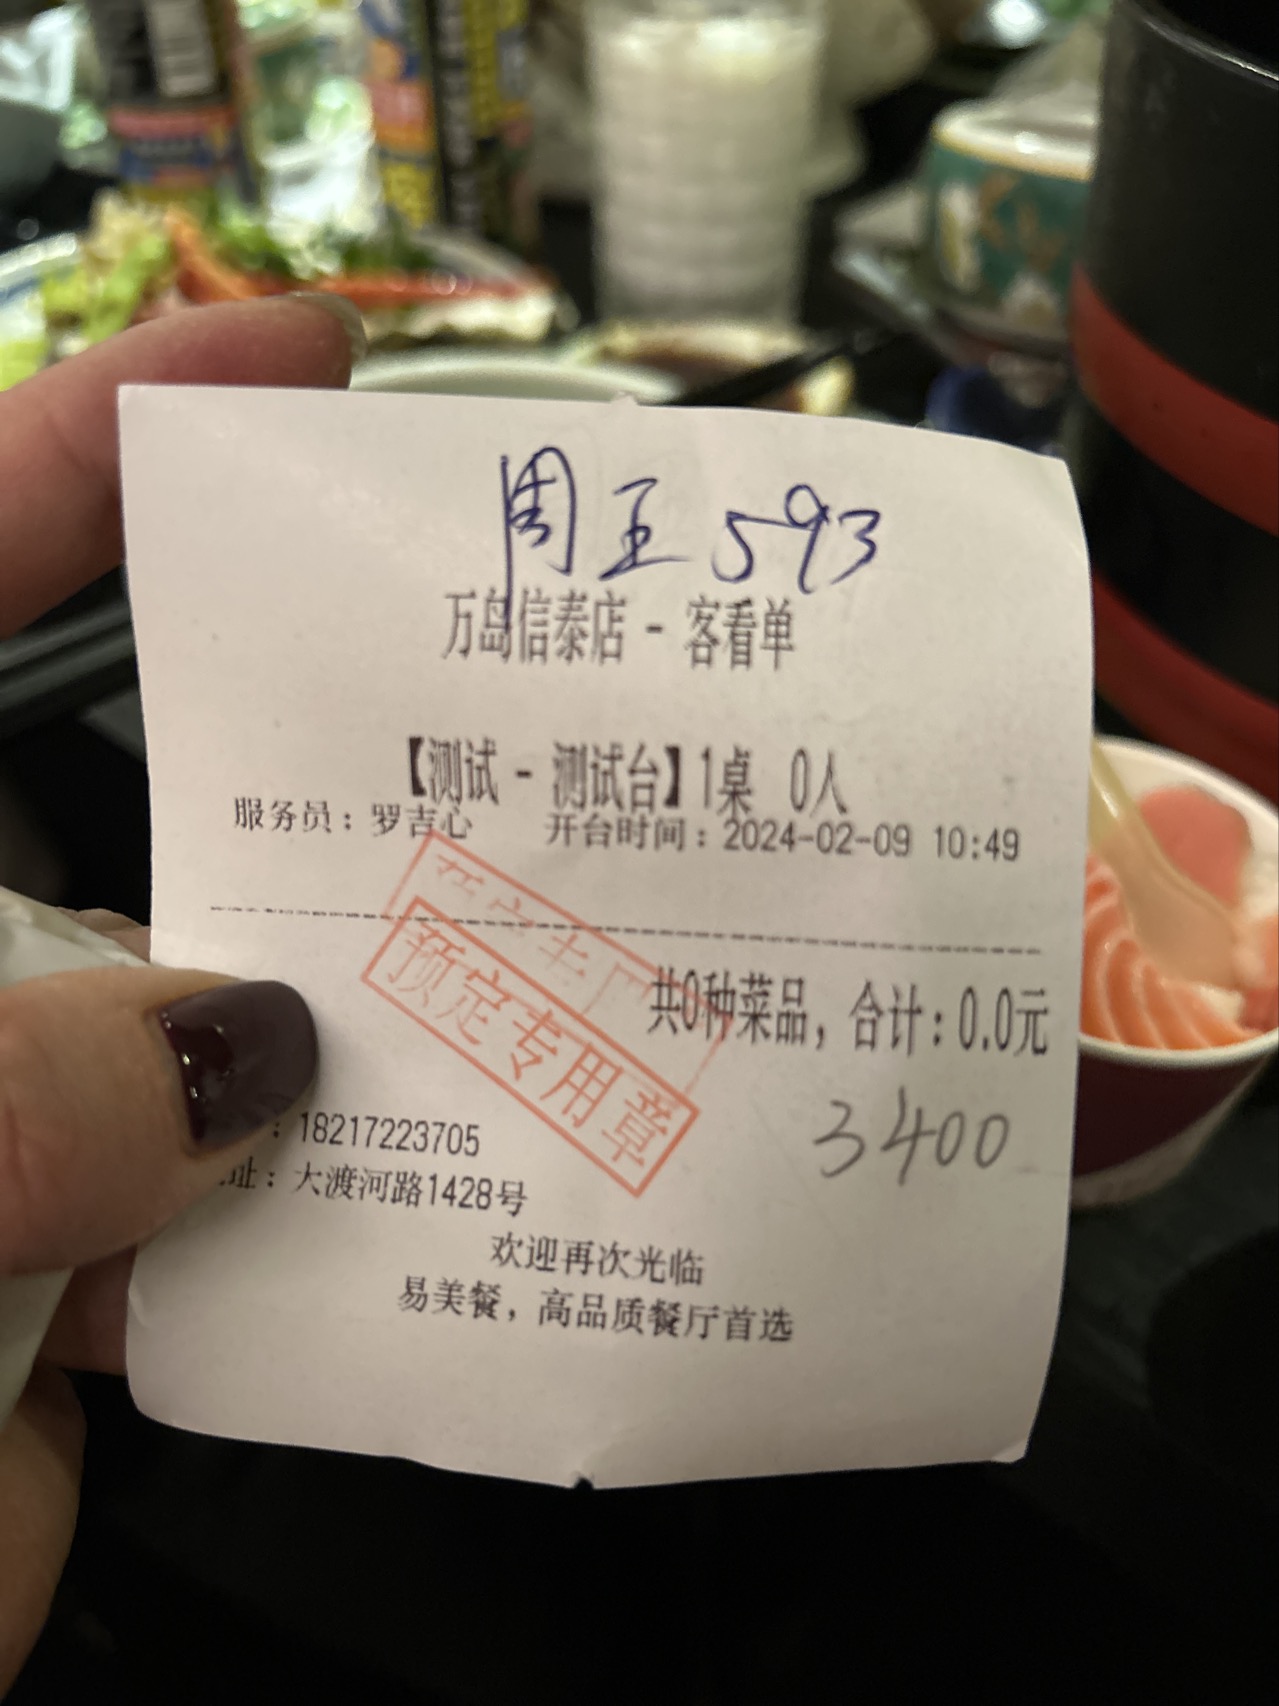 周王 593
万岛信泰店 - 客看单
【测试 - 测试台】1桌 0人
服务员：罗吉心 开台时间：2024-02-09 10:49
共0种菜品，合计：0.0元
预定专用章
3400
：18217223705
址：大渡河路1428号
欢迎再次光临
易美餐，高品质餐厅首选